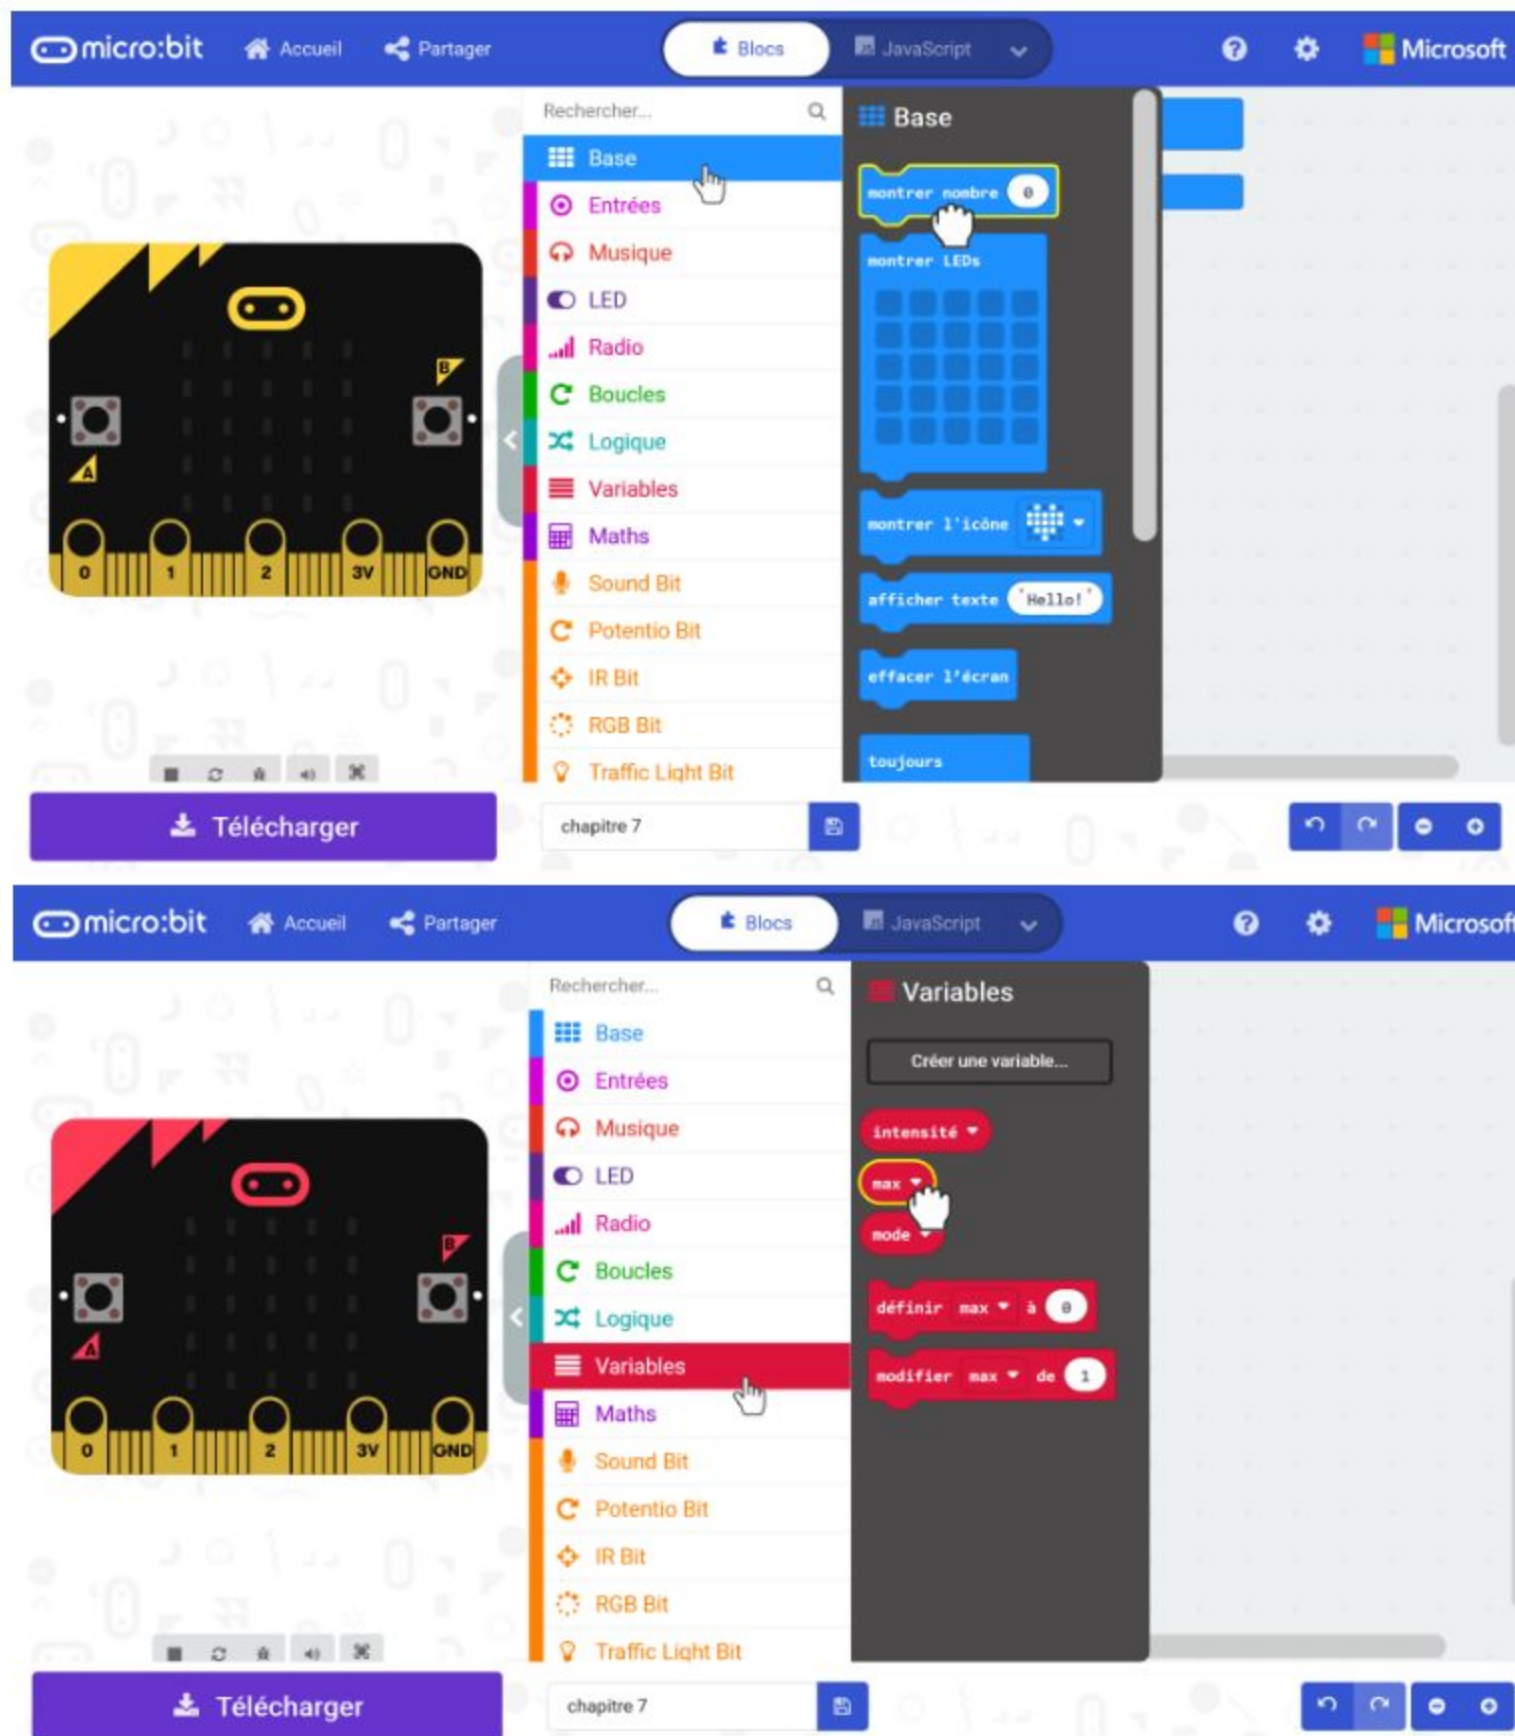 micro:bit Accueil Partager Blocs JavaScript ? Microsoft
Rechercher...
Base
Entrées
Musique
LED
Radio
Boucles
Logique
Variables
Maths
Sound Bit
Potentio Bit
IR Bit
RGB Bit
Traffic Light Bit
Base
montrer nombre 0
montrer LEDs
montrer l'icône
afficher texte "Hello!"
effacer l'écran
toujours
A
B
0 1 2 3V GND
Télécharger
chapitre 7
micro:bit Accueil Partager Blocs JavaScript ? Microsoft
Rechercher...
Base
Entrées
Musique
LED
Radio
Boucles
Logique
Variables
Maths
Sound Bit
Potentio Bit
IR Bit
RGB Bit
Traffic Light Bit
Variables
Créer une variable...
intensité
max
mode
définir max à 0
modifier max de 1
A
B
0 1 2 3V GND
Télécharger
chapitre 7